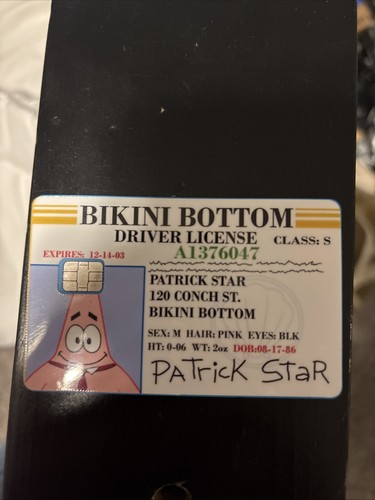 BIKINI BOTTOM
DRIVER LICENSE CLASS: S
EXPIRES: 12-14-03 A1376047
PATRICK STAR
120 CONCH ST.
BIKINI BOTTOM
SEX: M HAIR: PINK EYES: BLK
HT: 0-06 WT: 2oz DOB:08-17-86
PATrick STaR